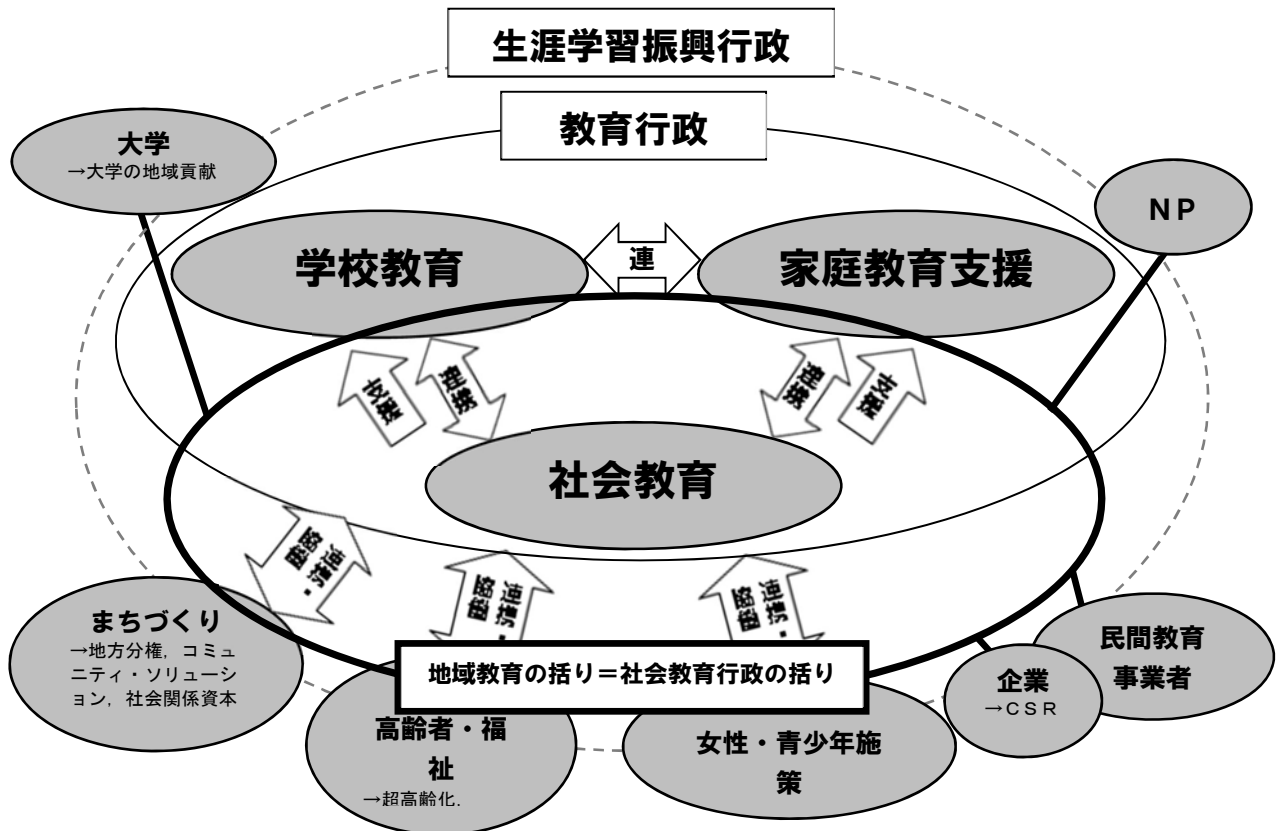 生涯学習振興行政
教育行政
大学
→大学の地域貢献
ＮＰ
学校教育
連
家庭教育支援
支援
連携
連携
支援
社会教育
連携・
連携・
連携・
まちづくり
→地方分権，コミュ
ニティ・ソリューシ
ョン，社会関係資本
地域教育の括り＝社会教育行政の括り
民間教育
事業者
企業
→ＣＳＲ
高齢者・福
祉
→超高齢化，
女性・青少年施
策